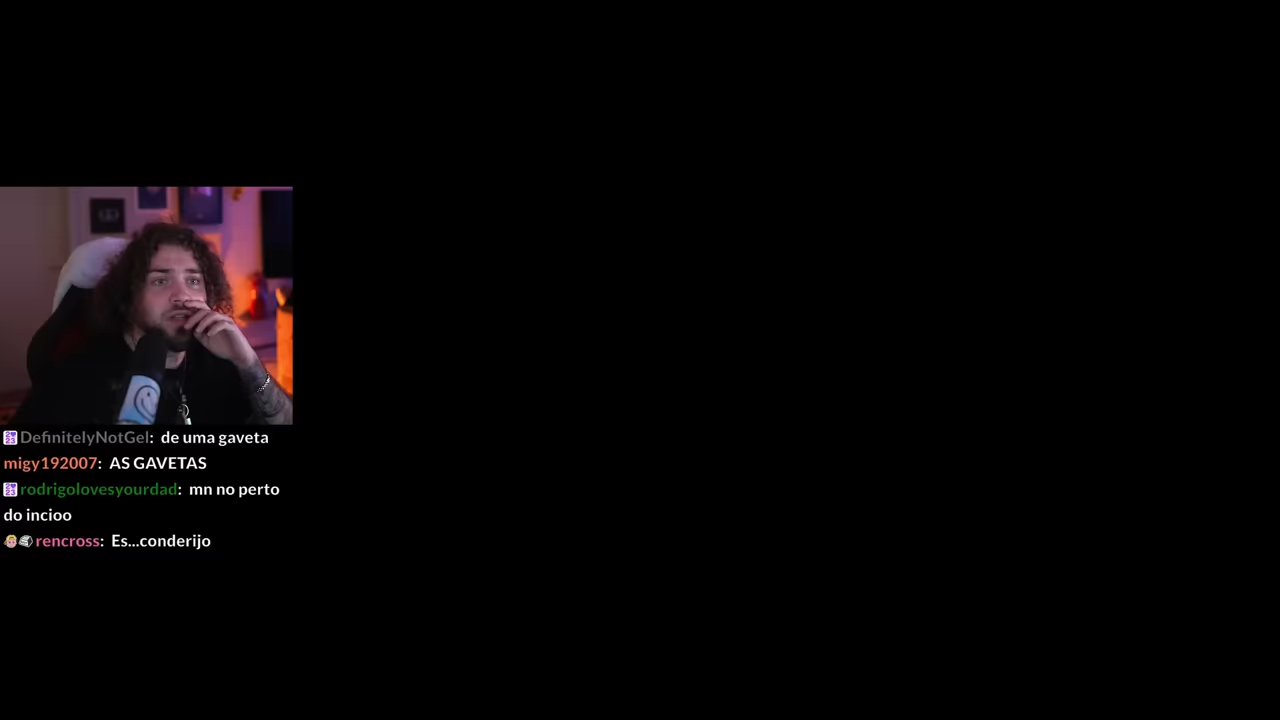 DefinitelyNotGel: de uma gaveta
migy192007: AS GAVETAS
rodrigolovesyourdad: mn no perto
do incioo
rencross: Es...conderijo